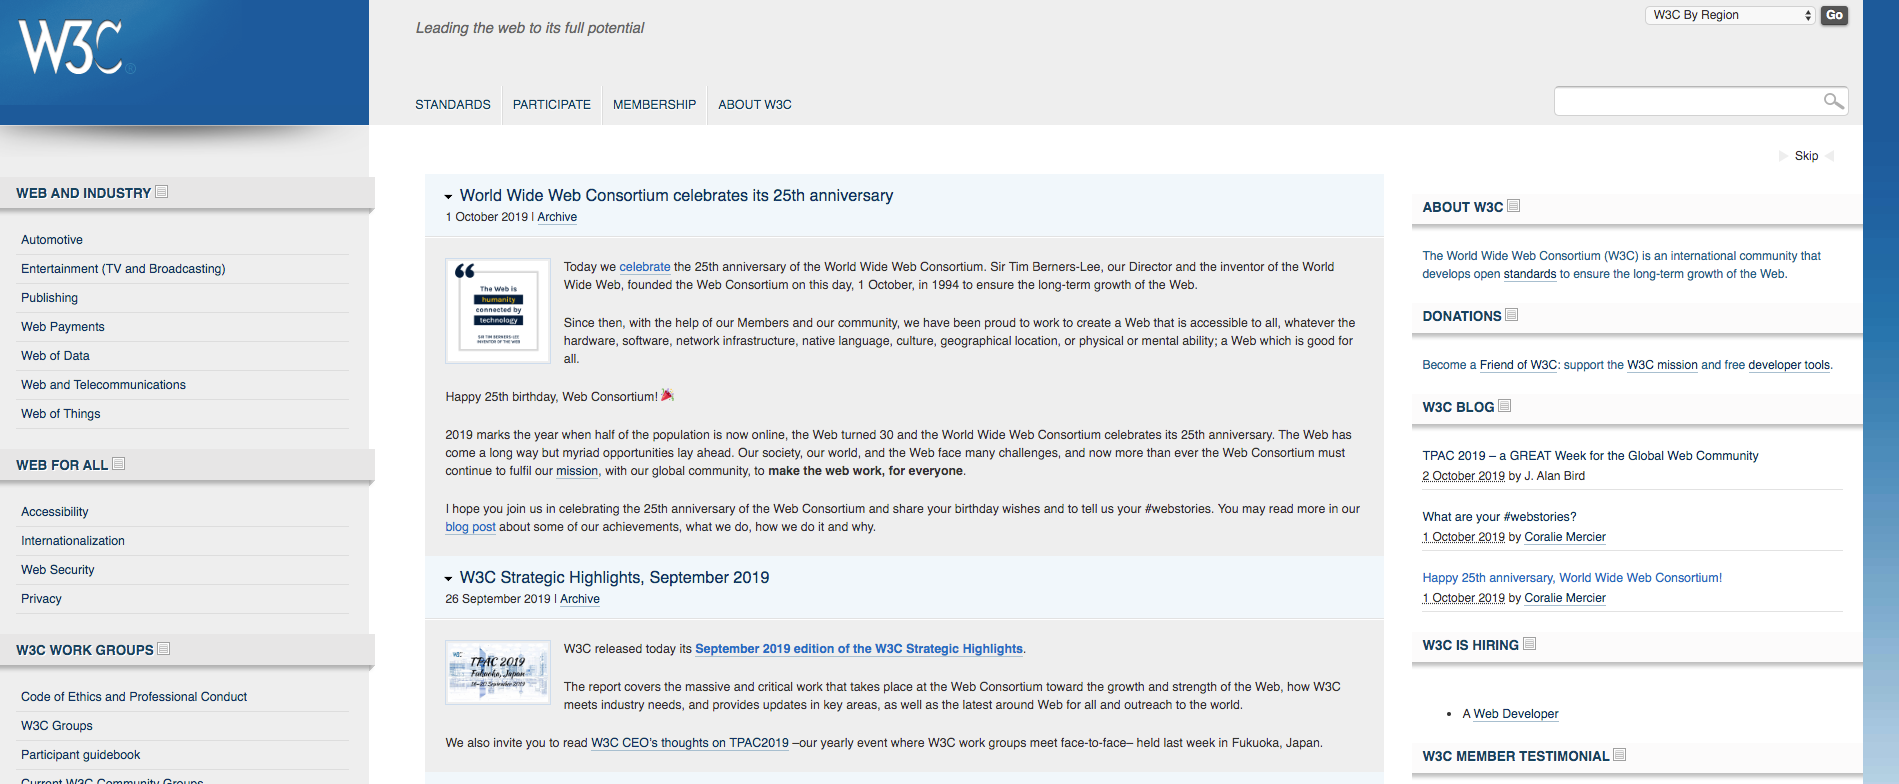 W3C®
Leading the web to its full potential
W3C By Region
Go
STANDARDS
PARTICIPATE
MEMBERSHIP
ABOUT W3C
Skip
WEB AND INDUSTRY
Automotive
Entertainment (TV and Broadcasting)
Publishing
Web Payments
Web of Data
Web and Telecommunications
Web of Things
WEB FOR ALL
Accessibility
Internationalization
Web Security
Privacy
W3C WORK GROUPS
Code of Ethics and Professional Conduct
W3C Groups
Participant guidebook
Current W3C Community Groups
World Wide Web Consortium celebrates its 25th anniversary
1 October 2019 | Archive
“
The Web is
humanity
connected by
technology
SIR TIM BERNERS-LEE
INVENTOR OF THE WEB
Today we celebrate the 25th anniversary of the World Wide Web Consortium. Sir Tim Berners-Lee, our Director and the inventor of the World
Wide Web, founded the Web Consortium on this day, 1 October, in 1994 to ensure the long-term growth of the Web.
Since then, with the help of our Members and our community, we have been proud to work to create a Web that is accessible to all, whatever the
hardware, software, network infrastructure, native language, culture, geographical location, or physical or mental ability; a Web which is good for
all.
Happy 25th birthday, Web Consortium! 🎉
2019 marks the year when half of the population is now online, the Web turned 30 and the World Wide Web Consortium celebrates its 25th anniversary. The Web has
come a long way but myriad opportunities lay ahead. Our society, our world, and the Web face many challenges, and now more than ever the Web Consortium must
continue to fulfil our mission, with our global community, to make the web work, for everyone.
I hope you join us in celebrating the 25th anniversary of the Web Consortium and share your birthday wishes and to tell us your #webstories. You may read more in our
blog post about some of our achievements, what we do, how we do it and why.
W3C Strategic Highlights, September 2019
26 September 2019 | Archive
W3C
TPAC 2019
Fukuoka, Japan
16-20 September 2019
W3C released today its September 2019 edition of the W3C Strategic Highlights.
The report covers the massive and critical work that takes place at the Web Consortium toward the growth and strength of the Web, how W3C
meets industry needs, and provides updates in key areas, as well as the latest around Web for all and outreach to the world.
We also invite you to read W3C CEO’s thoughts on TPAC2019 –our yearly event where W3C work groups meet face-to-face– held last week in Fukuoka, Japan.
ABOUT W3C
The World Wide Web Consortium (W3C) is an international community that
develops open standards to ensure the long-term growth of the Web.
DONATIONS
Become a Friend of W3C: support the W3C mission and free developer tools.
W3C BLOG
TPAC 2019 – a GREAT Week for the Global Web Community
2 October 2019 by J. Alan Bird
What are your #webstories?
1 October 2019 by Coralie Mercier
Happy 25th anniversary, World Wide Web Consortium!
1 October 2019 by Coralie Mercier
W3C IS HIRING
• A Web Developer
W3C MEMBER TESTIMONIAL